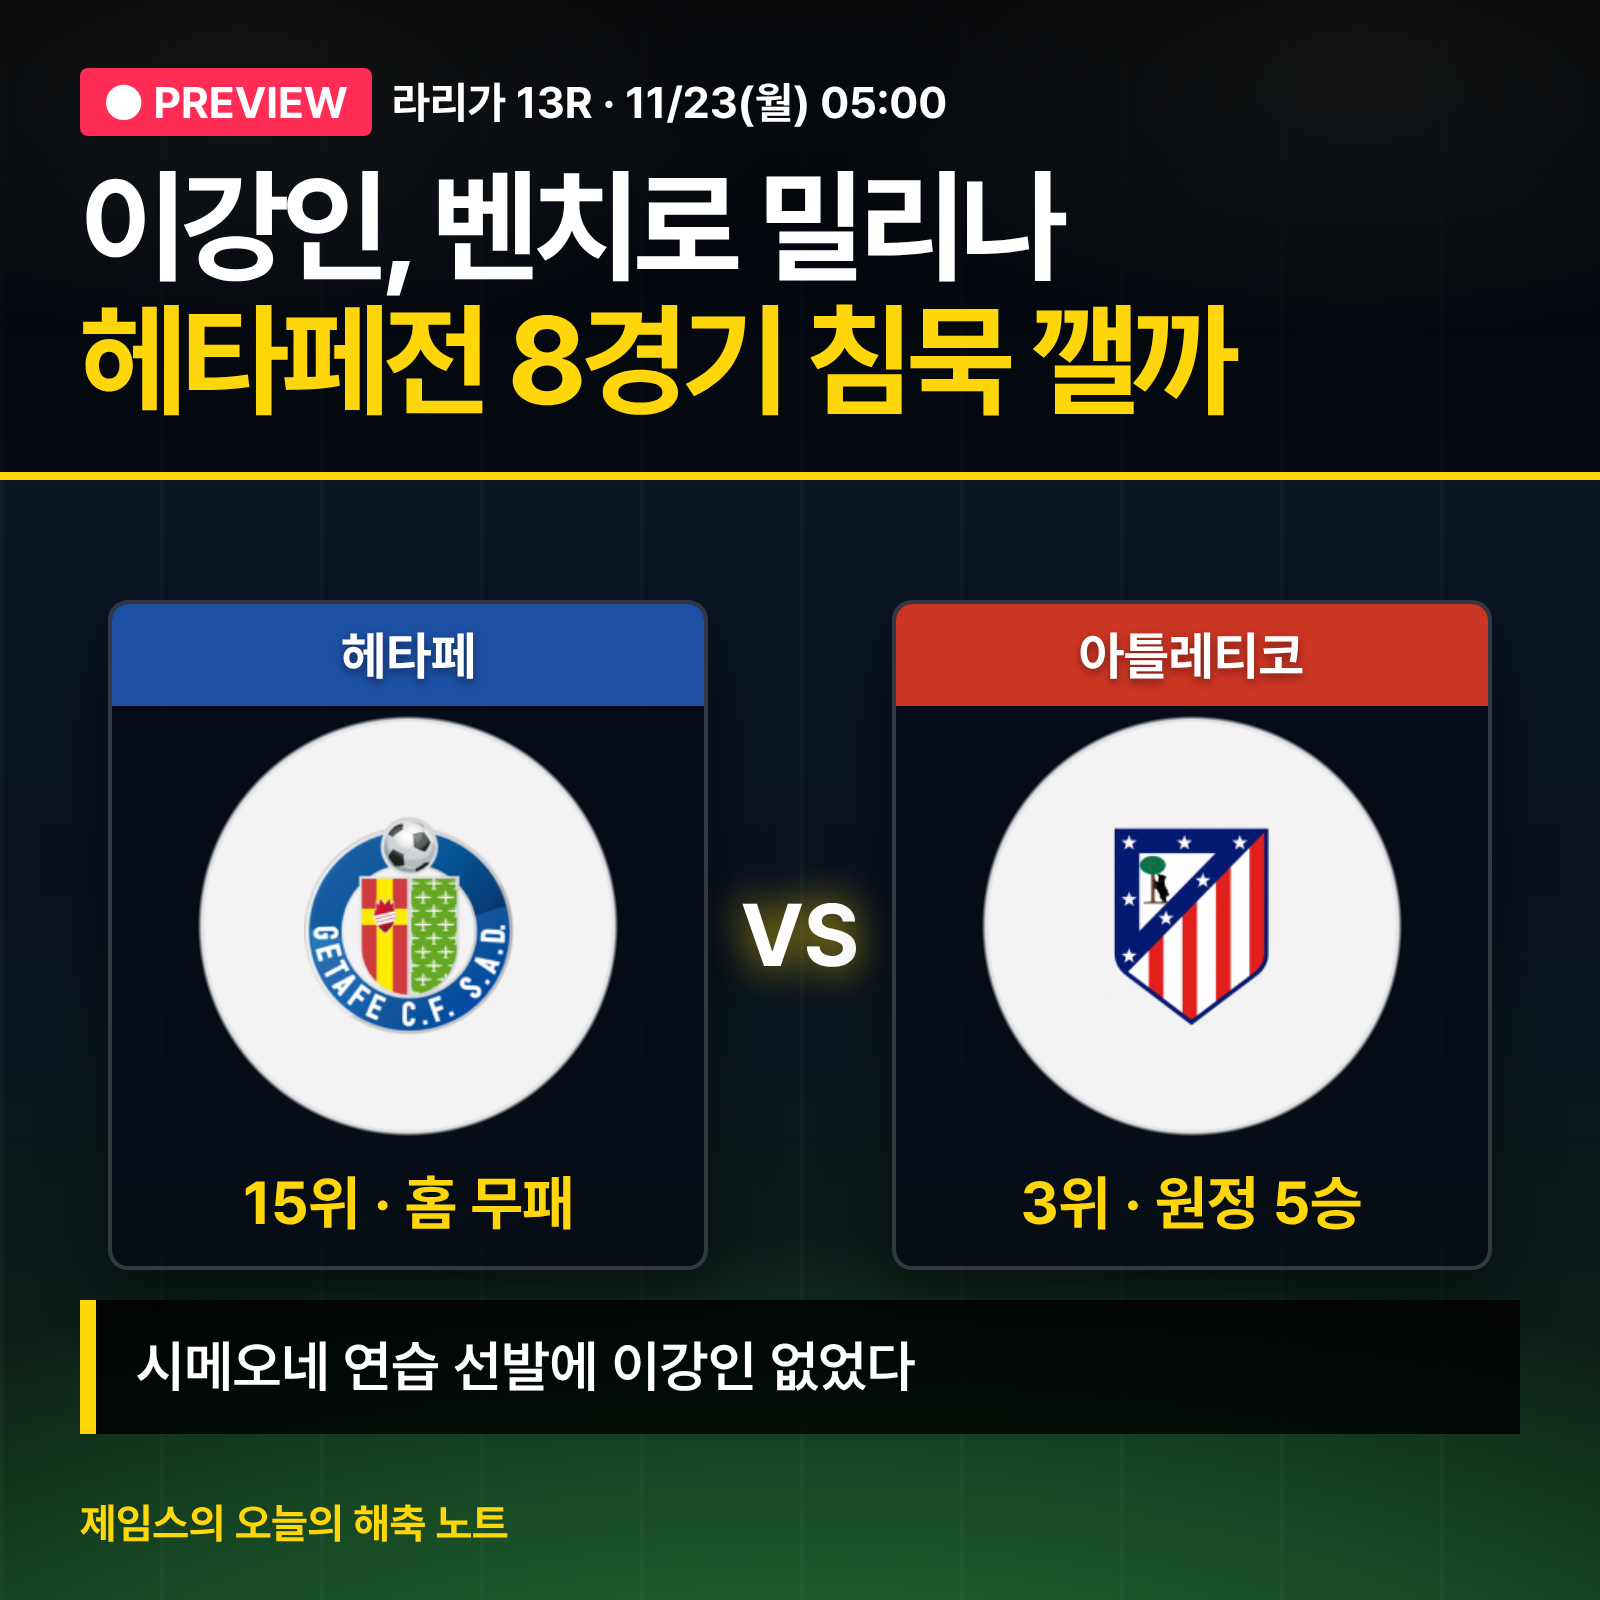 PREVIEW 라리가 13R · 11/23(월) 05:00
이강인, 벤치로 밀리나
헤타페전 8경기 침묵 깰까
헤타페
아틀레티코
GETAFE C.F. S.A.D.
VS
15위 · 홈 무패
3위 · 원정 5승
시메오네 연습 선발에 이강인 없었다
제임스의 오늘의 해축 노트